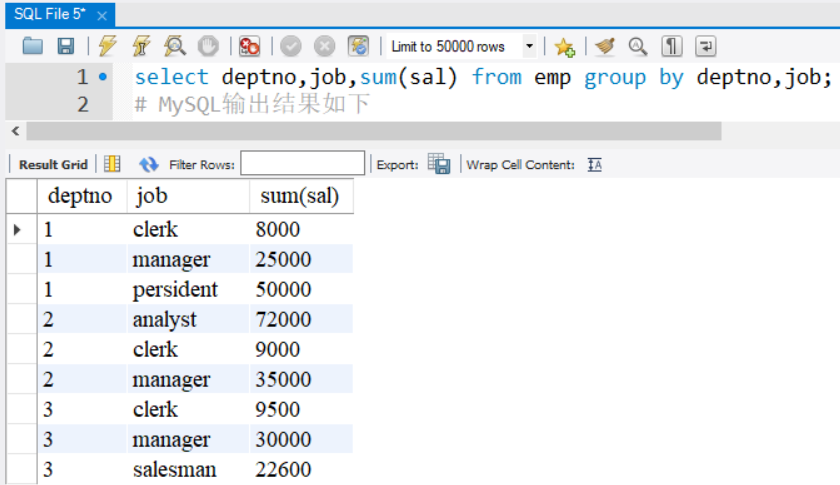 SQL File 5* ×
Limit to 50000 rows
1 select deptno,job,sum(sal) from emp group by deptno,job;
2 # MySQL输出结果如下
Result Grid Filter Rows: Export: Wrap Cell Content:
deptno job sum(sal)
1 clerk 8000
1 manager 25000
1 persident 50000
2 analyst 72000
2 clerk 9000
2 manager 35000
3 clerk 9500
3 manager 30000
3 salesman 22600